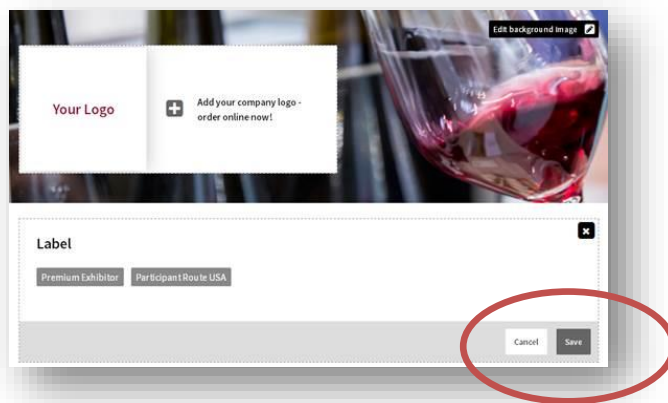 Edit background image
Your Logo
Add your company logo -
order online now!
Label
Premium Exhibitor
Participant Route USA
Cancel
Save